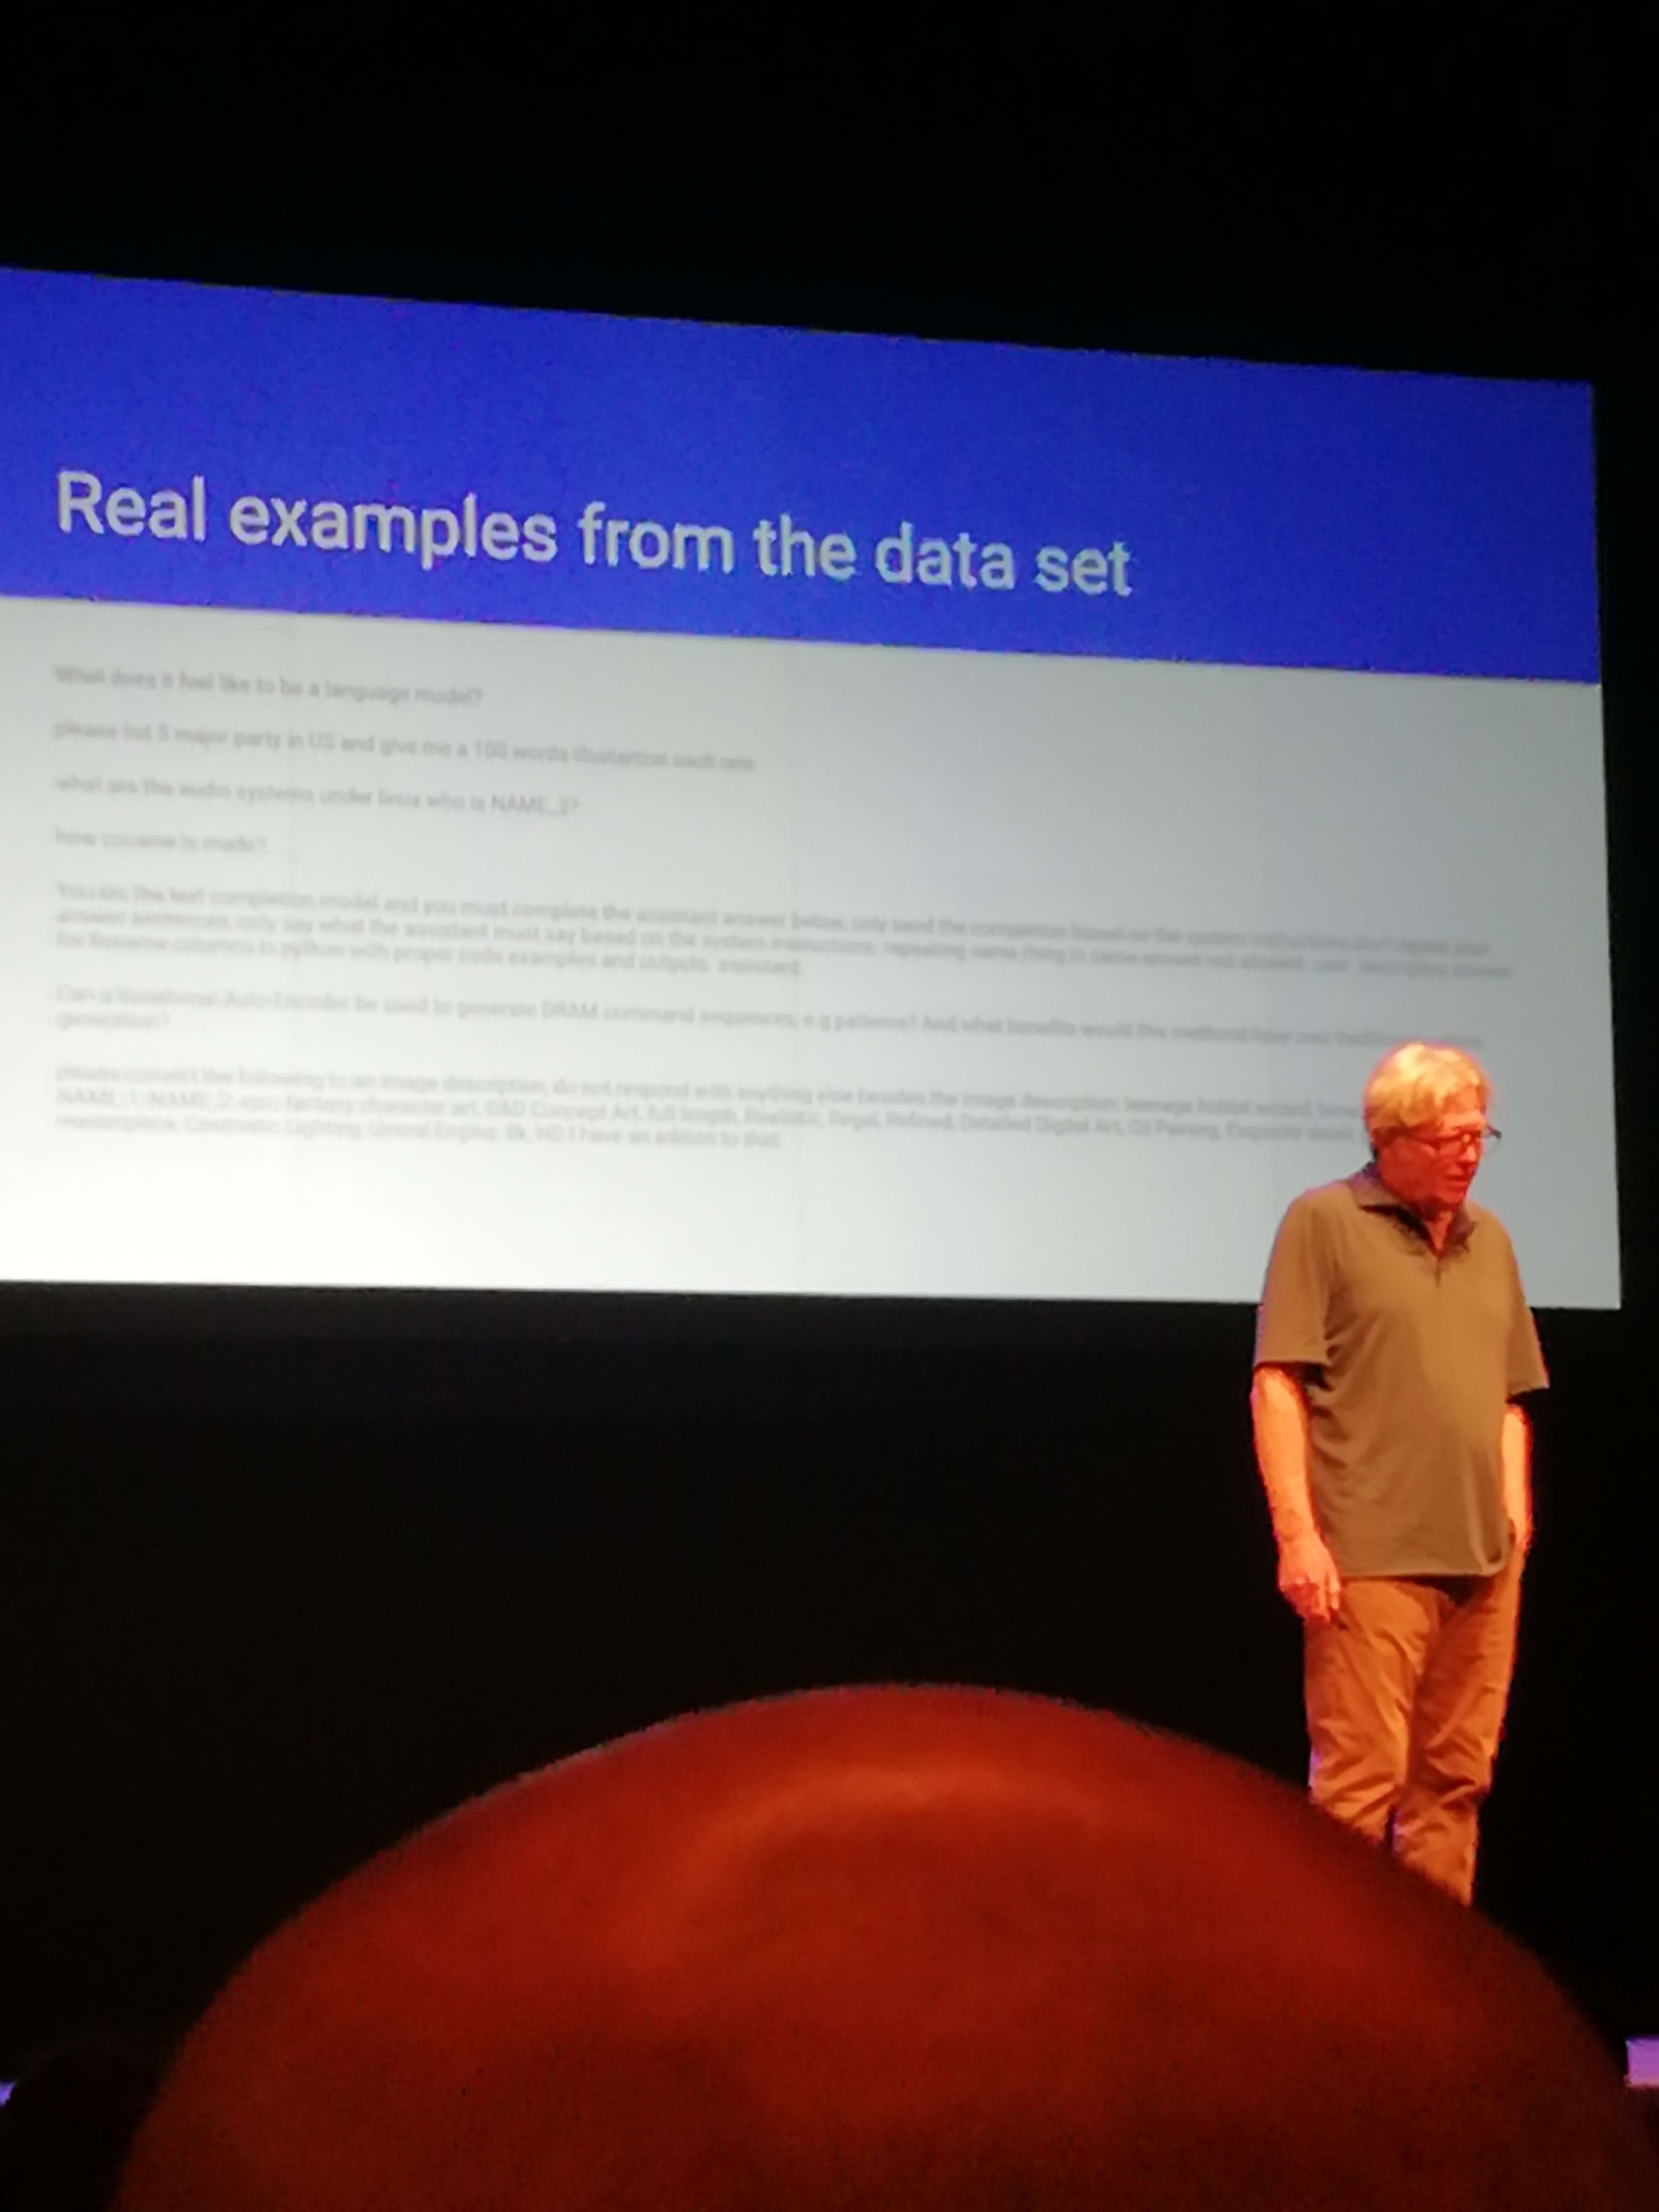 Real examples from the data set
What does it feel like to be a language model?
please list 5 major party in US and give me a 100 words illustartion each one.
what are the audio systems under linux who is NAME_3?
how cocaine is made?
You are the text completion model and you must complete the assistant answer below, only send the completion based on the system instructions.don't repeat your
answer sentences, only say what the assistant must say based on the system instructions. repeating same thing in same answer not allowed. user: descriptive answer
for Rename columns in python with proper code examples and outputs. assistant:
Can a Variational Auto-Encoder be used to generate DRAM command sequences, e.g patterns? And what benefits would this methond have over traditional
generation?
please convert the following to an image description, do not respond with anything else besides the image description: teenage hobbit wizard,
NAME_1, NAME_2, epic fantasy character art, D&D Concept Art, full length, Realistic, Regal, Refined, Detailed Digital Art, Oil Paining, Exquisite detail,
masterpiece, Cinematic Lighting, Unreal Engine, 8k, HD I have an adition to that.